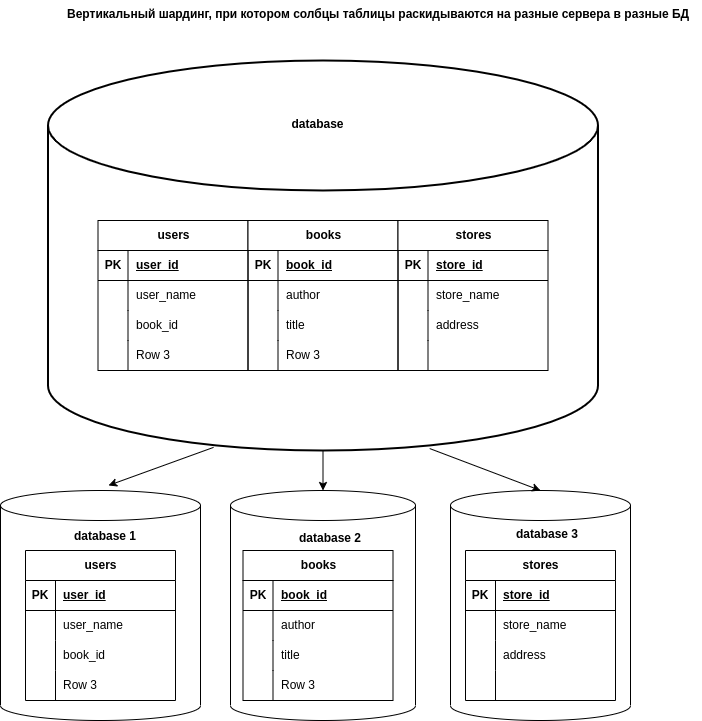 Вертикальный шардинг, при котором солбцы таблицы раскидываются на разные сервера в разные БД
database
users books stores
PK user_id PK book_id PK store_id
user_name author store_name
book_id title address
Row 3 Row 3
database 1 database 2 database 3
users books stores
PK user_id PK book_id PK store_id
user_name author store_name
book_id title address
Row 3 Row 3